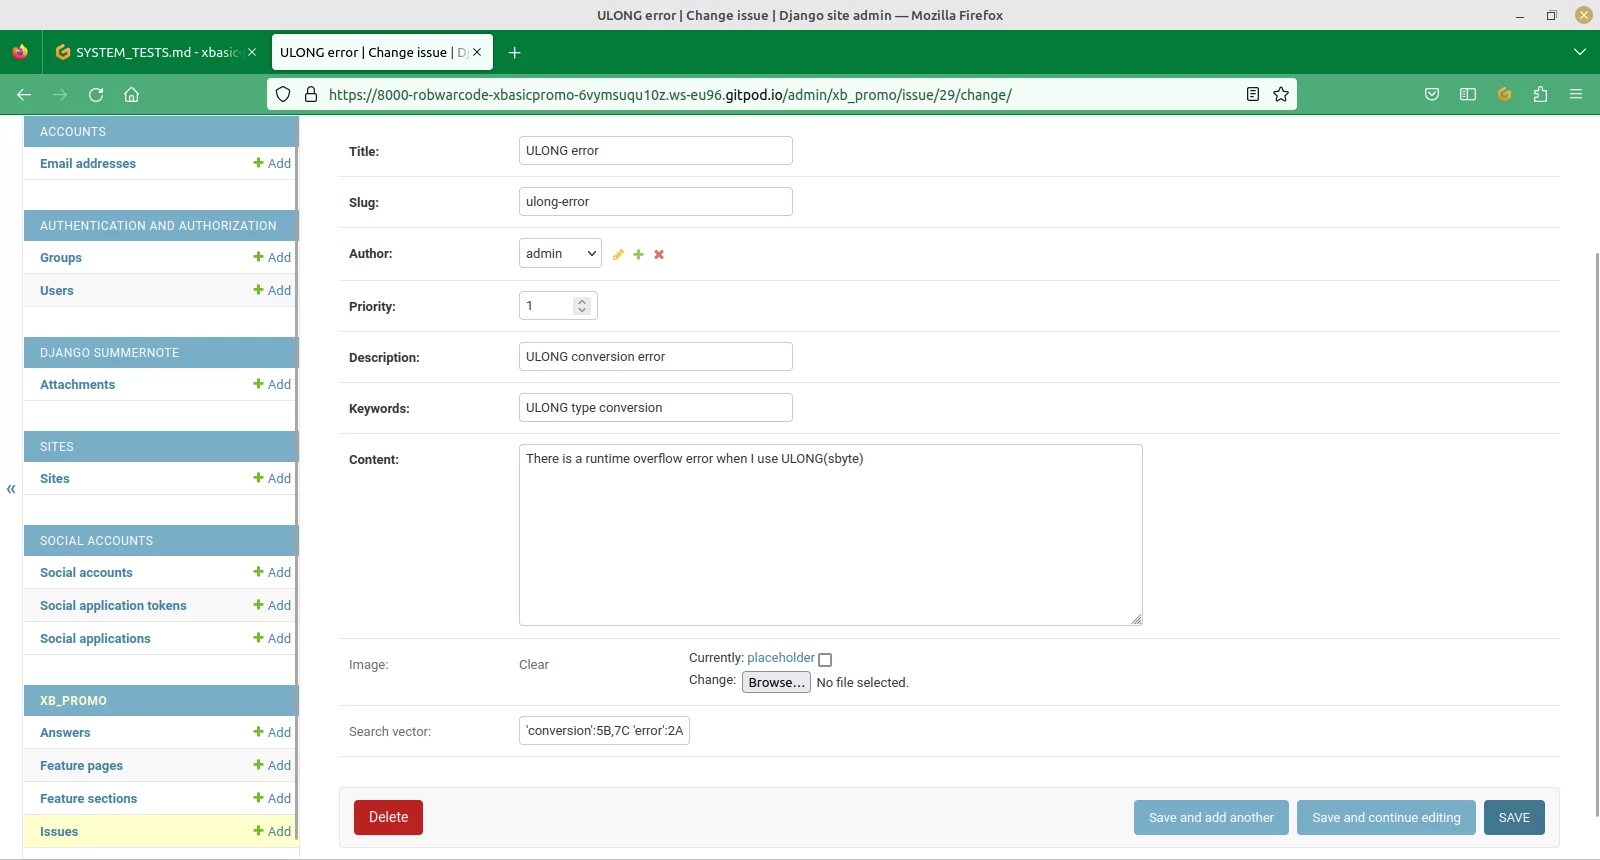 ULONG error | Change issue | Django site admin — Mozilla Firefox
SYSTEM_TESTS.md - xbasic
ULONG error | Change issue | D
https://8000-robwarcode-xbasicpromo-6vymsuqu10z.ws-eu96.gitpod.io/admin/xb_promo/issue/29/change/
ACCOUNTS
Email addresses Add
AUTHENTICATION AND AUTHORIZATION
Groups Add
Users Add
DJANGO SUMMERNOTE
Attachments Add
SITES
Sites Add
«
SOCIAL ACCOUNTS
Social accounts Add
Social application tokens Add
Social applications Add
XB_PROMO
Answers Add
Feature pages Add
Feature sections Add
Issues Add
Title: ULONG error
Slug: ulong-error
Author: admin
Priority: 1
Description: ULONG conversion error
Keywords: ULONG type conversion
Content: There is a runtime overflow error when I use ULONG(sbyte)
Image: Clear Currently: placeholder
Change: Browse... No file selected.
Search vector: 'conversion':5B,7C 'error':2A
Delete Save and add another Save and continue editing SAVE